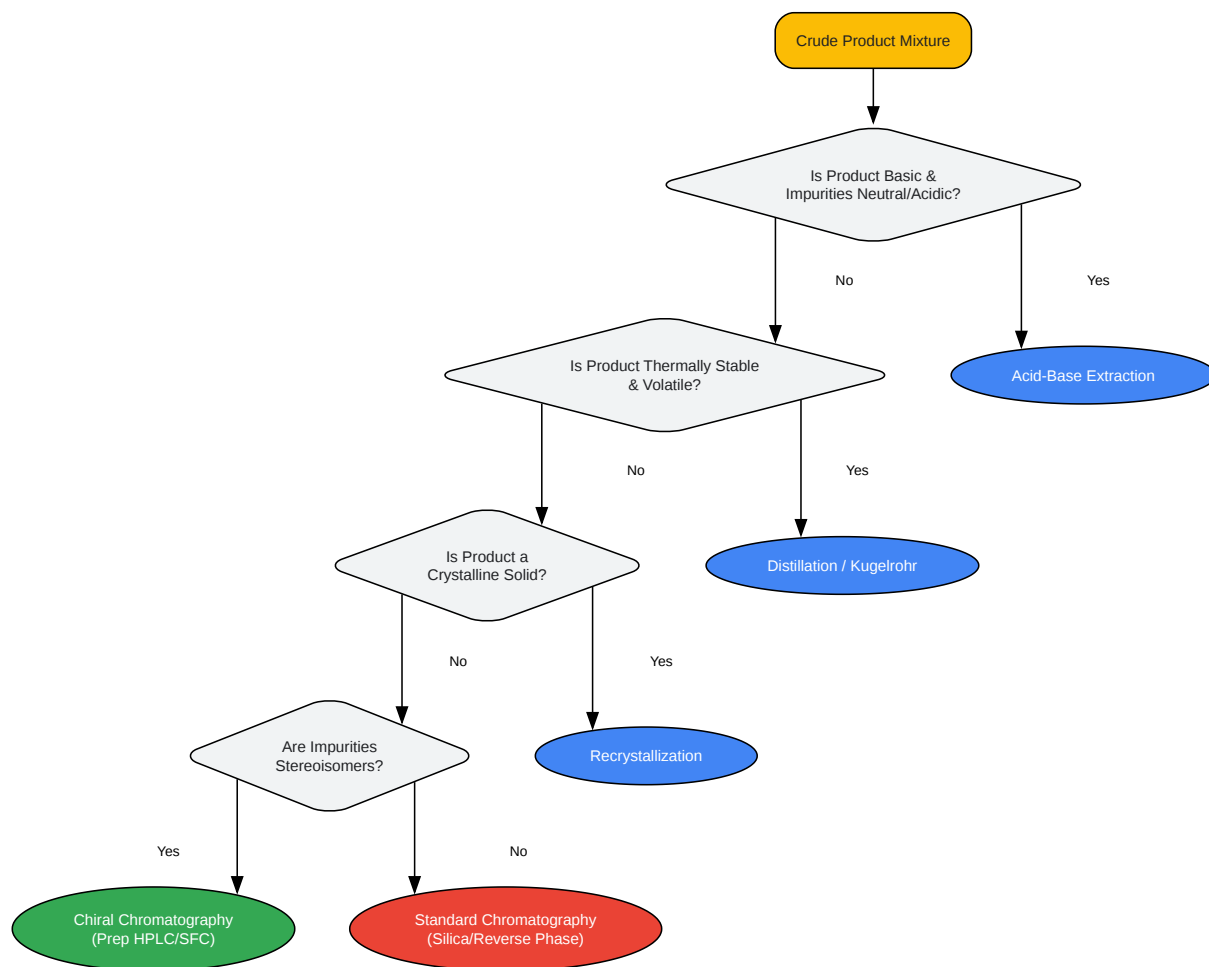 Crude Product Mixture
Is Product Basic &
Impurities Neutral/Acidic?
No
Yes
Is Product Thermally Stable
& Volatile?
Acid-Base Extraction
No
Yes
Is Product a
Crystalline Solid?
Distillation / Kugelrohr
No
Yes
Are Impurities
Stereoisomers?
Recrystallization
Yes
No
Chiral Chromatography
(Prep HPLC/SFC)
Standard Chromatography
(Silica/Reverse Phase)